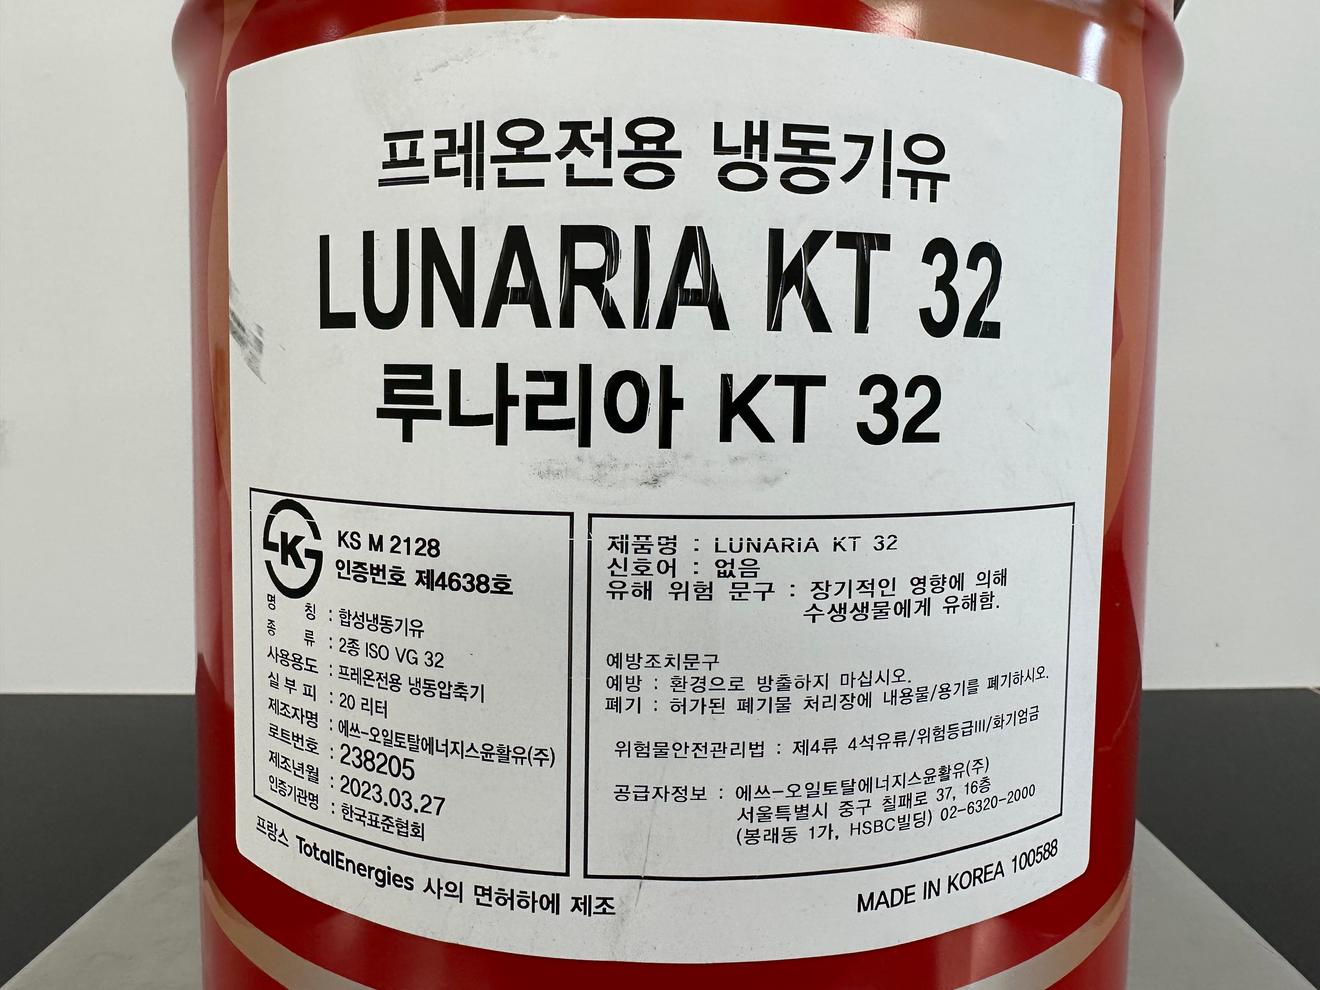 프레온전용 냉동기유
LUNARIA KT 32
루나리아 KT 32
K
KS M 2128
인증번호 제4638호
명 칭 : 합성냉동기유
종 류 : 2종 ISO VG 32
사용용도 : 프레온전용 냉동압축기
실 부 피 : 20 리터
제조자명 : 에쓰-오일토탈에너지스윤활유(주)
로트번호 : 238205
제조년월 : 2023.03.27
인증기관명 : 한국표준협회
제품명 : LUNARIA KT 32
신호어 : 없음
유해 위험 문구 : 장기적인 영향에 의해
수생생물에게 유해함.
예방조치문구
예방 : 환경으로 방출하지 마십시오.
폐기 : 허가된 폐기물 처리장에 내용물/용기를 폐기하시오.
위험물안전관리법 : 제4류 4석유류/위험등급III/화기엄금
공급자정보 : 에쓰-오일토탈에너지스윤활유(주)
서울특별시 중구 칠패로 37, 16층
(봉래동 1가, HSBC빌딩) 02-6320-2000
프랑스 TotalEnergies 사의 면허하에 제조
MADE IN KOREA 100588